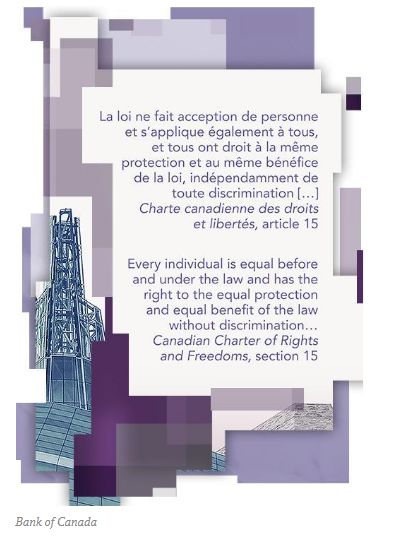 La loi ne fait acception de personne
et s'applique également à tous,
et tous ont droit à la même
protection et au même bénéfice
de la loi, indépendamment de
toute discrimination [...]
Charte canadienne des droits
et libertés, article 15
Every individual is equal before
and under the law and has the
right to the equal protection
and equal benefit of the law
without discrimination...
Canadian Charter of Rights
and Freedoms, section 15
Bank of Canada